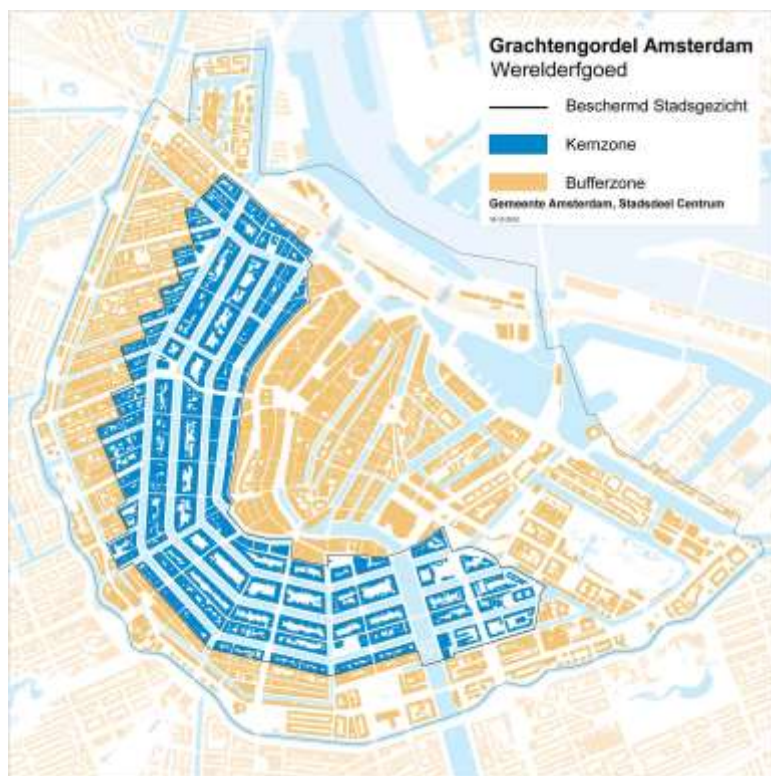 Grachtengordel Amsterdam
Werelderfgoed
Beschermd Stadsgezicht
Kernzone
Bufferzone
Gemeente Amsterdam, Stadsdeel Centrum